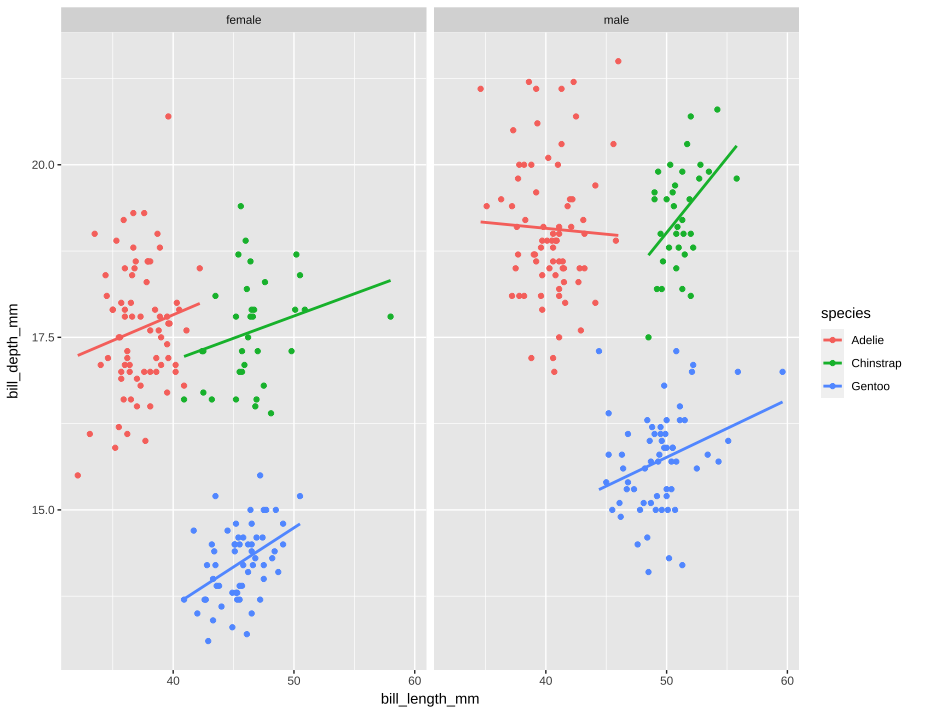 female
male
20.0
17.5
15.0
bill_depth_mm
40
50
60
40
50
60
bill_length_mm
species
Adelie
Chinstrap
Gentoo